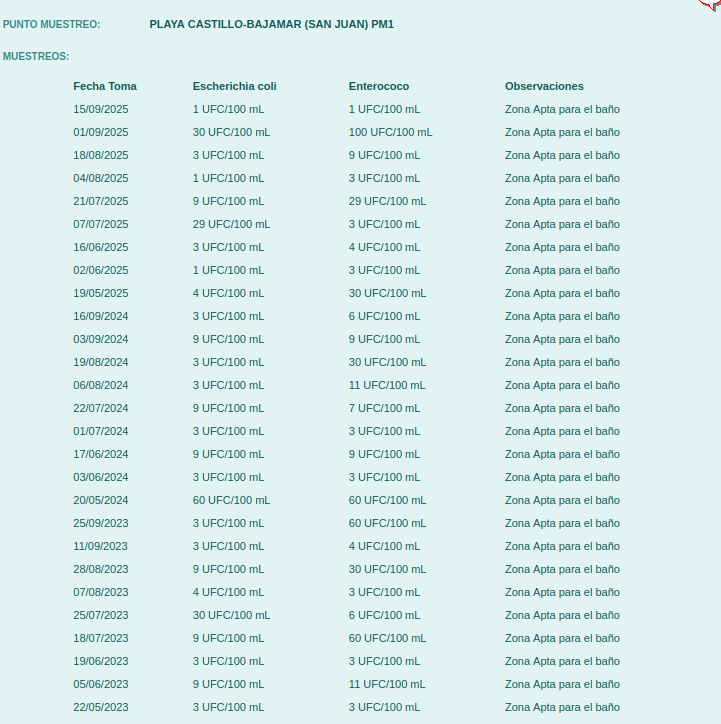 PUNTO MUESTREO: PLAYA CASTILLO-BAJAMAR (SAN JUAN) PM1
MUESTREOS:
Fecha Toma Escherichia coli Enterococo Observaciones
15/09/2025 1 UFC/100 mL 1 UFC/100 mL Zona Apta para el baño
01/09/2025 30 UFC/100 mL 100 UFC/100 mL Zona Apta para el baño
18/08/2025 3 UFC/100 mL 9 UFC/100 mL Zona Apta para el baño
04/08/2025 1 UFC/100 mL 3 UFC/100 mL Zona Apta para el baño
21/07/2025 9 UFC/100 mL 29 UFC/100 mL Zona Apta para el baño
07/07/2025 29 UFC/100 mL 3 UFC/100 mL Zona Apta para el baño
16/06/2025 3 UFC/100 mL 4 UFC/100 mL Zona Apta para el baño
02/06/2025 1 UFC/100 mL 3 UFC/100 mL Zona Apta para el baño
19/05/2025 4 UFC/100 mL 30 UFC/100 mL Zona Apta para el baño
16/09/2024 3 UFC/100 mL 6 UFC/100 mL Zona Apta para el baño
03/09/2024 9 UFC/100 mL 9 UFC/100 mL Zona Apta para el baño
19/08/2024 3 UFC/100 mL 30 UFC/100 mL Zona Apta para el baño
06/08/2024 3 UFC/100 mL 11 UFC/100 mL Zona Apta para el baño
22/07/2024 9 UFC/100 mL 7 UFC/100 mL Zona Apta para el baño
01/07/2024 3 UFC/100 mL 3 UFC/100 mL Zona Apta para el baño
17/06/2024 9 UFC/100 mL 9 UFC/100 mL Zona Apta para el baño
03/06/2024 3 UFC/100 mL 3 UFC/100 mL Zona Apta para el baño
20/05/2024 60 UFC/100 mL 60 UFC/100 mL Zona Apta para el baño
25/09/2023 3 UFC/100 mL 60 UFC/100 mL Zona Apta para el baño
11/09/2023 3 UFC/100 mL 4 UFC/100 mL Zona Apta para el baño
28/08/2023 9 UFC/100 mL 30 UFC/100 mL Zona Apta para el baño
07/08/2023 4 UFC/100 mL 3 UFC/100 mL Zona Apta para el baño
25/07/2023 30 UFC/100 mL 6 UFC/100 mL Zona Apta para el baño
18/07/2023 9 UFC/100 mL 60 UFC/100 mL Zona Apta para el baño
19/06/2023 3 UFC/100 mL 3 UFC/100 mL Zona Apta para el baño
05/06/2023 9 UFC/100 mL 11 UFC/100 mL Zona Apta para el baño
22/05/2023 3 UFC/100 mL 3 UFC/100 mL Zona Apta para el baño